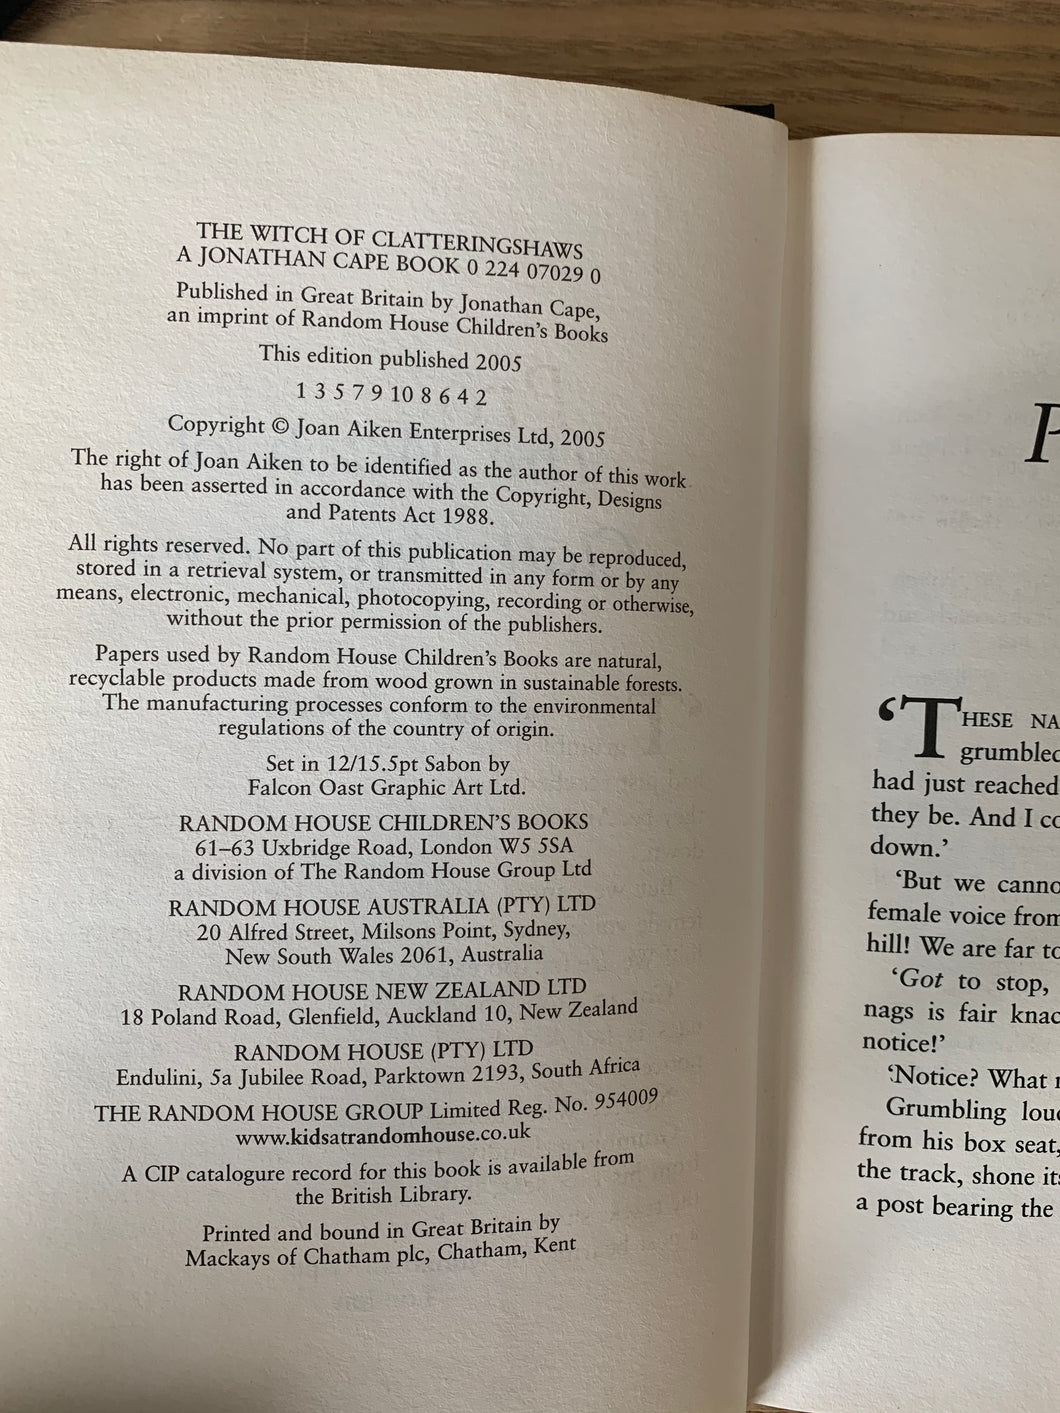 THE WITCH OF CLATTERINGSHAWS
A JONATHAN CAPE BOOK 0 224 07029 0
Published in Great Britain by Jonathan Cape,
an imprint of Random House Children's Books
This edition published 2005
1 3 5 7 9 10 8 6 4 2
Copyright © Joan Aiken Enterprises Ltd, 2005
The right of Joan Aiken to be identified as the author of this work
has been asserted in accordance with the Copyright, Designs
and Patents Act 1988.
All rights reserved. No part of this publication may be reproduced,
stored in a retrieval system, or transmitted in any form or by any
means, electronic, mechanical, photocopying, recording or otherwise,
without the prior permission of the publishers.
Papers used by Random House Children's Books are natural,
recyclable products made from wood grown in sustainable forests.
The manufacturing processes conform to the environmental
regulations of the country of origin.
Set in 12/15.5pt Sabon by
Falcon Oast Graphic Art Ltd.
RANDOM HOUSE CHILDREN'S BOOKS
61–63 Uxbridge Road, London W5 5SA
a division of The Random House Group Ltd
RANDOM HOUSE AUSTRALIA (PTY) LTD
20 Alfred Street, Milsons Point, Sydney,
New South Wales 2061, Australia
RANDOM HOUSE NEW ZEALAND LTD
18 Poland Road, Glenfield, Auckland 10, New Zealand
RANDOM HOUSE (PTY) LTD
Endulini, 5a Jubilee Road, Parktown 2193, South Africa
THE RANDOM HOUSE GROUP Limited Reg. No. 954009
www.kidsatrandomhouse.co.uk
A CIP catalogue record for this book is available from
the British Library.
Printed and bound in Great Britain by
Mackays of Chatham plc, Chatham, Kent
P
'THESE NA
grumbled
had just reached
they be. And I co
down.'
'But we canno
female voice from
hill! We are far to
'Got to stop,
nags is fair knac
notice!'
'Notice? What
Grumbling lou
from his box seat,
the track, shone its
a post bearing the